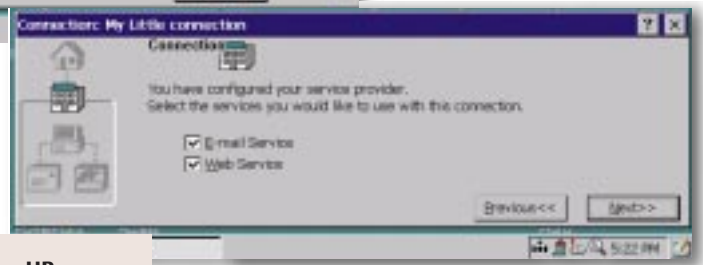 Connection: My Little connection
? ×
Connection
You have configured your service provider.
Select the services you would like to use with this connection.
E-mail Service
Web Service
Previous<< Next>>
5:22 PM
HP